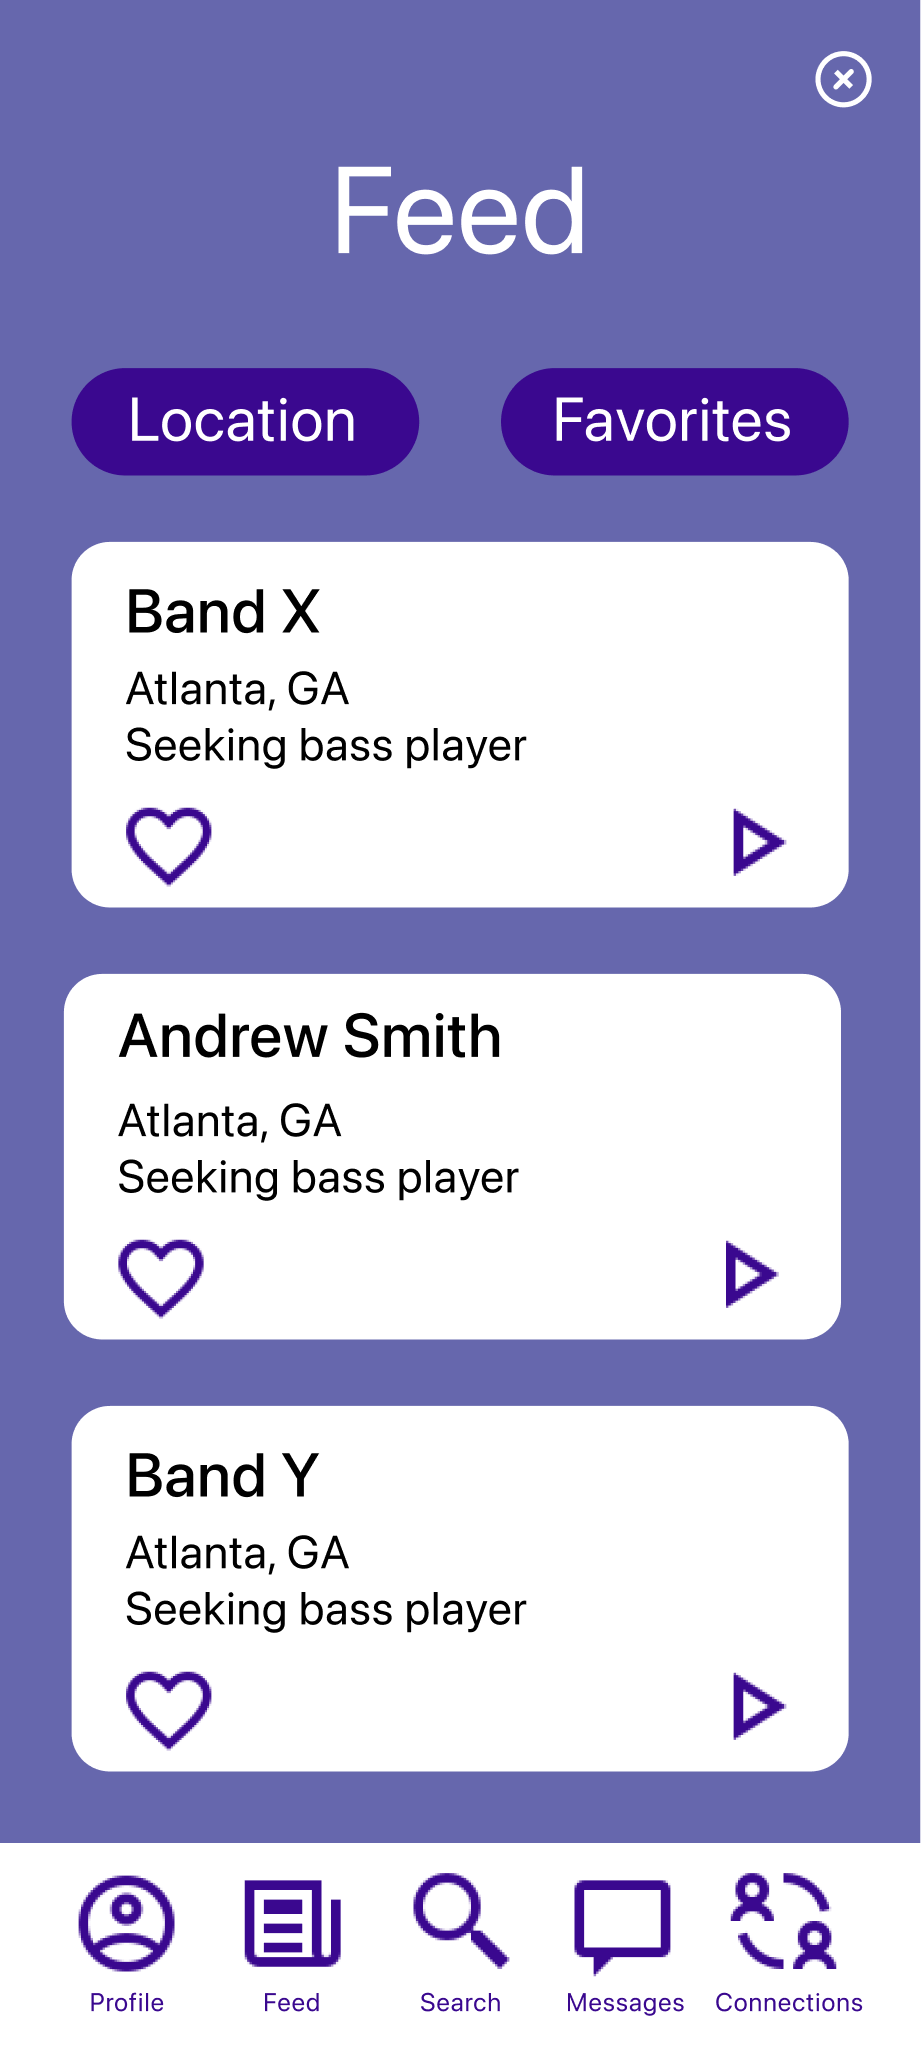 Feed
Location
Favorites
Band X
Atlanta, GA
Seeking bass player
Andrew Smith
Atlanta, GA
Seeking bass player
Band Y
Atlanta, GA
Seeking bass player
Profile
Feed
Search
Messages
Connections